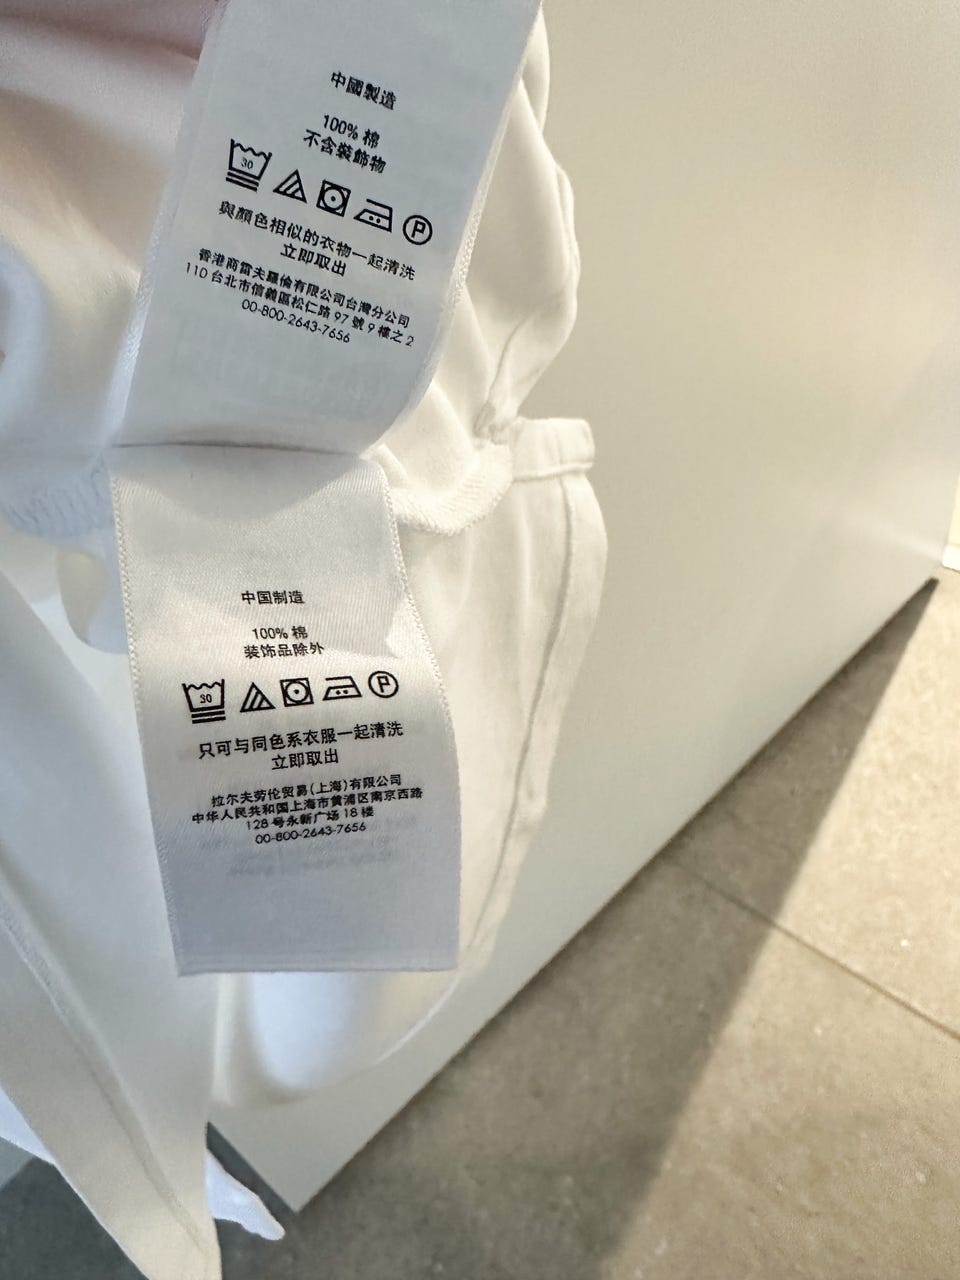 中國製造
100% 棉
不含裝飾物
30
P
與顏色相似的衣物一起清洗
立即取出
香港商雷夫羅倫有限公司台灣分公司
110 台北市信義區松仁路 97 號 9 樓之 2
00-800-2643-7656
中国制造
100% 棉
装饰品除外
30
P
只可与同色系衣服一起清洗
立即取出
拉尔夫劳伦贸易(上海)有限公司
中华人民共和国上海市黄浦区南京西路
128 号永新广场 18 楼
00-800-2643-7656